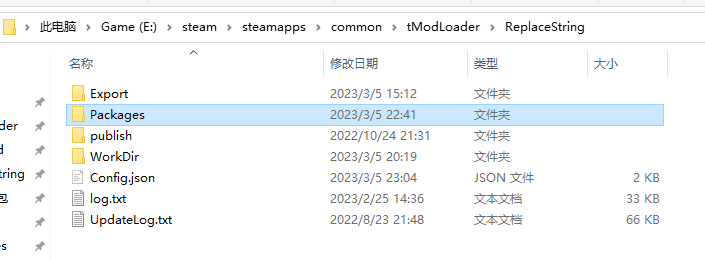 此电脑 > Game (E:) > steam > steamapps > common > tModLoader > ReplaceString
名称 修改日期 类型 大小
Export 2023/3/5 15:12 文件夹
Packages 2023/3/5 22:41 文件夹
publish 2022/10/24 21:31 文件夹
WorkDir 2023/3/5 20:19 文件夹
Config.json 2023/3/5 23:04 JSON 文件 2 KB
log.txt 2023/2/25 14:36 文本文档 33 KB
UpdateLog.txt 2022/8/23 21:48 文本文档 66 KB
der
d
tring
包
es